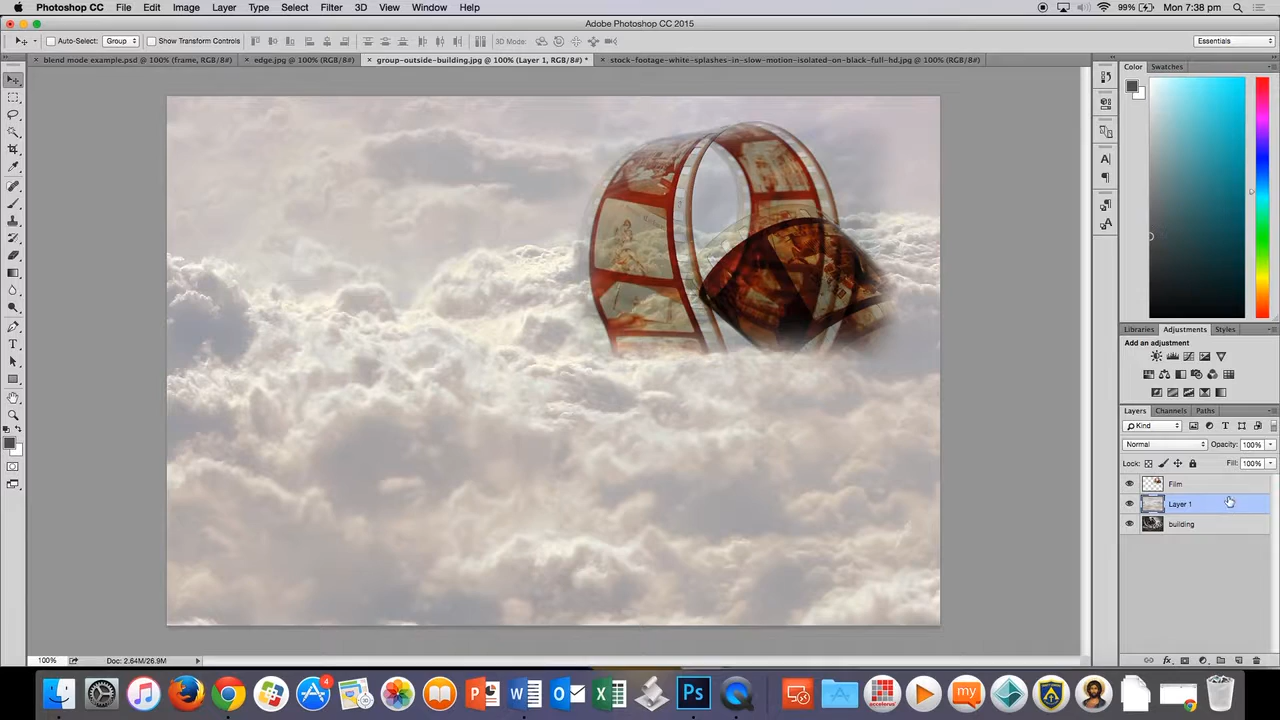 Photoshop CC File Edit Image Layer Type Select Filter 3D View Window Help 99% Mon 7:38 pm
Adobe Photoshop CC 2015
Auto-Select: Group Show Transform Controls 3D Mode: Essentials
× blend mode example.psd @ 100% (frame, RGB/8#) × edge.jpg @ 100% (RGB/8#) × group-outside-building.jpg @ 100% (Layer 1, RGB/8#) * × stock-footage-white-splashes-in-slow-motion-isolated-on-black-full-hd.jpg @ 100% (RGB/8#)
Color Swatches
Libraries Adjustments Styles
Add an adjustment
Layers Channels Paths
Kind
Normal Opacity: 100%
Lock: Fill: 100%
Film
Layer 1
building
100% Doc: 2.64M/26.9M
4
Ps
my